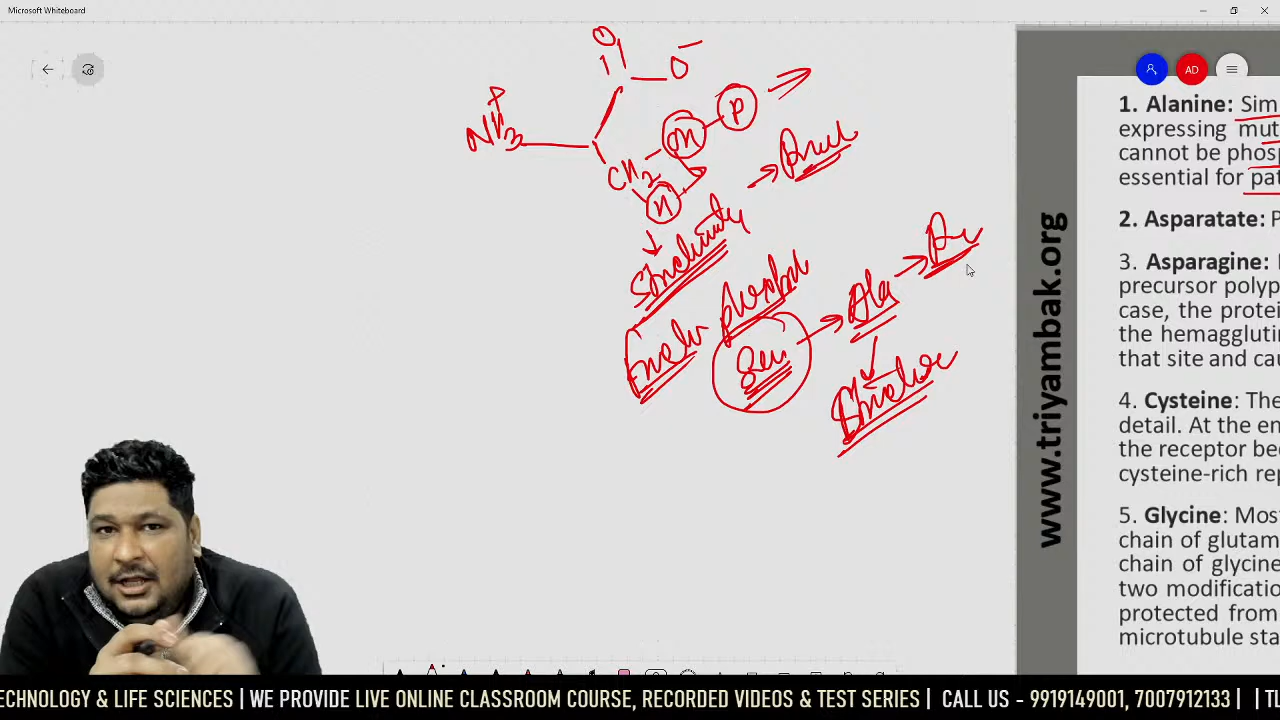 Microsoft Whiteboard
O
O-
P
NH3+
CH2
H
Ser
Ala
AD
1. Alanine: Sim
expressing mut
cannot be phosp
essential for pat
2. Asparatate: P
3. Asparagine:
precursor polyp
case, the protei
the hemagglutin
that site and cau
4. Cysteine: The
detail. At the en
the receptor bec
cysteine-rich rep
5. Glycine: Most
chain of glutam
chain of glycine
two modification
protected from
microtubule sta
www.triyambak.org
ECHNOLOGY & LIFE SCIENCES | WE PROVIDE LIVE ONLINE CLASSROOM COURSE, RECORDED VIDEOS & TEST SERIES | CALL US - 9919149001, 7007912133 | TI